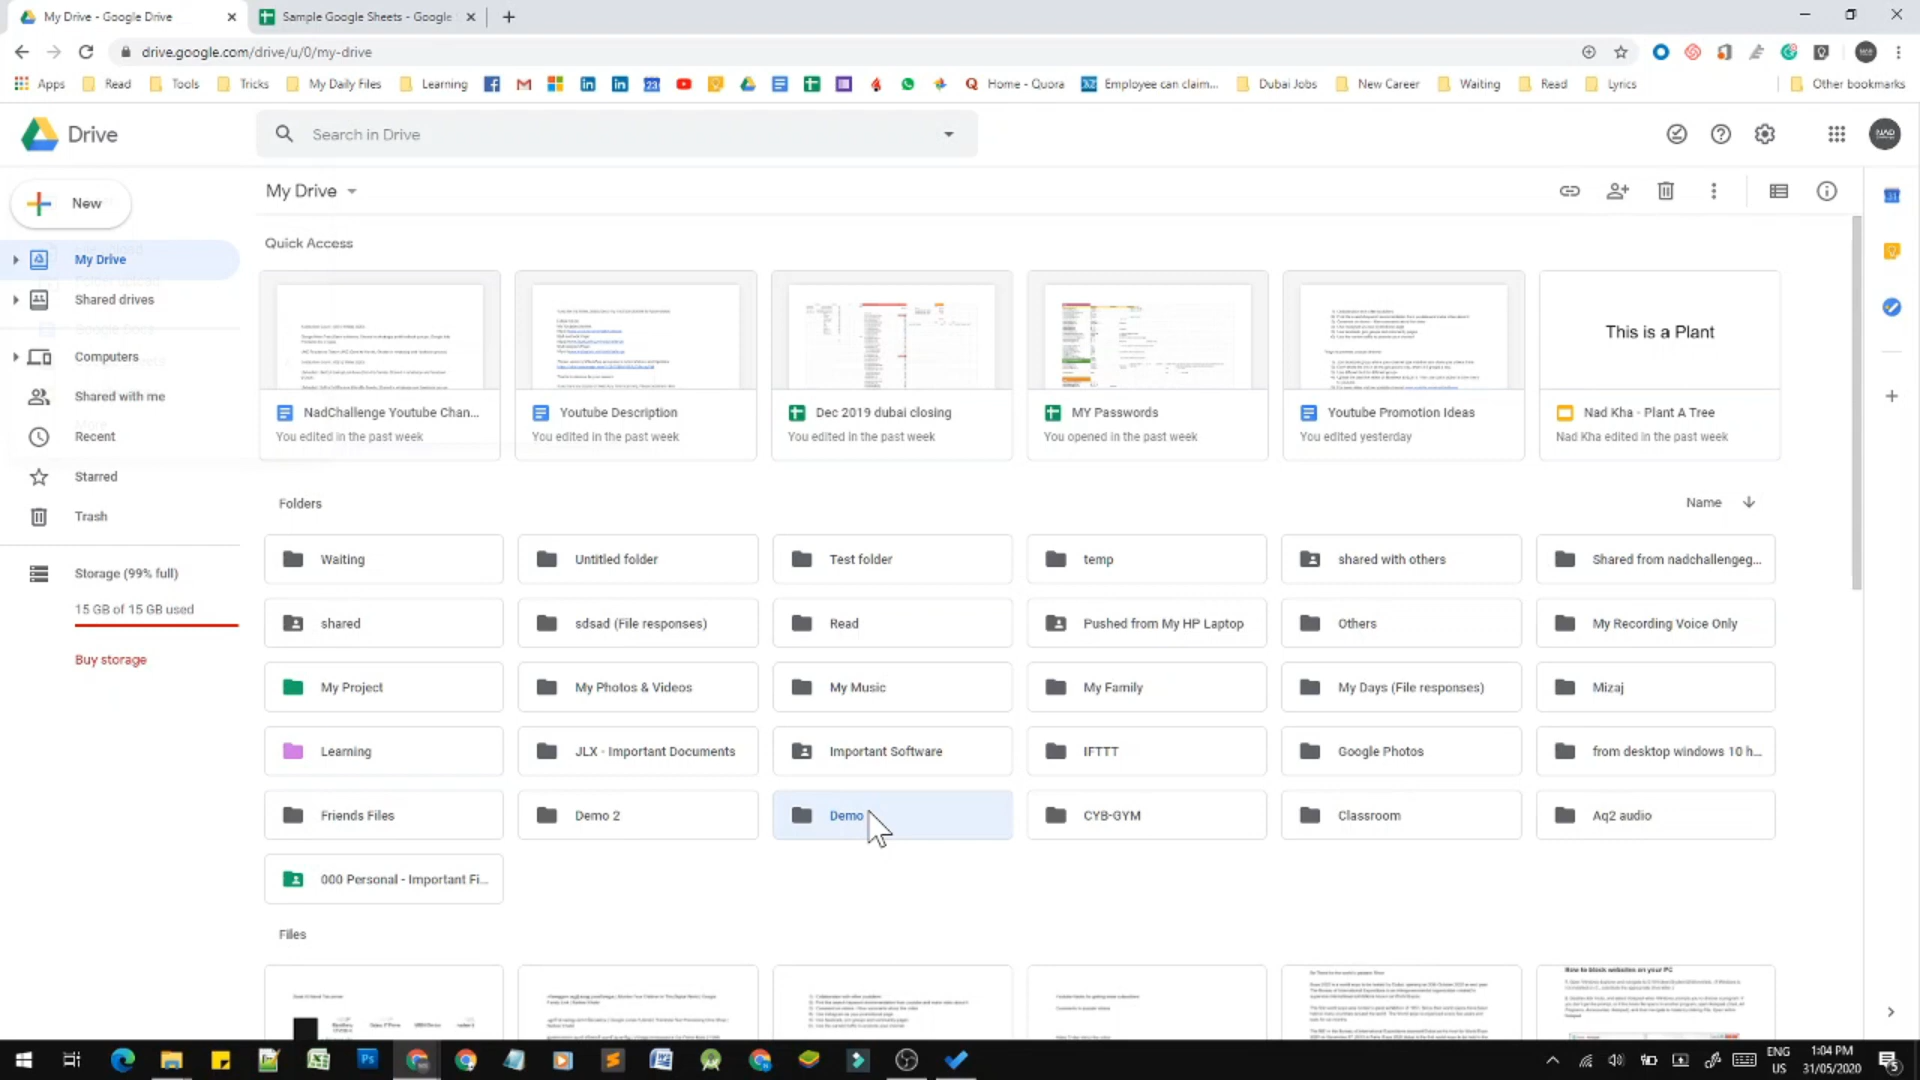 My Drive - Google Drive
Sample Google Sheets - Google
drive.google.com/drive/u/0/my-drive
Apps
Read
Tools
Tricks
My Daily Files
Learning
Home - Quora
Employee can claim...
Dubai Jobs
New Career
Waiting
Read
Lyrics
Other bookmarks
Drive
Search in Drive
NAD
New
My Drive
My Drive
Shared drives
Computers
Shared with me
Recent
Starred
Trash
Storage (99% full)
15 GB of 15 GB used
Buy storage
Quick Access
This is a Plant
NadChallenge Youtube Chan...
Youtube Description
Dec 2019 dubai closing
MY Passwords
Youtube Promotion Ideas
Nad Kha - Plant A Tree
You edited in the past week
You edited in the past week
You edited in the past week
You opened in the past week
You edited yesterday
Nad Kha edited in the past week
Folders
Name
Waiting
Untitled folder
Test folder
temp
shared with others
Shared from nadchallengeg...
shared
sdsad (File responses)
Read
Pushed from My HP Laptop
Others
My Recording Voice Only
My Project
My Photos & Videos
My Music
My Family
My Days (File responses)
Mizaj
Learning
JLX - Important Documents
Important Software
IFTTT
Google Photos
from desktop windows 10 h...
Friends Files
Demo 2
Demo
CYB-GYM
Classroom
Aq2 audio
000 Personal - Important Fi...
Files
How to block websites on your PC
ENG
US
1:04 PM
31/05/2020